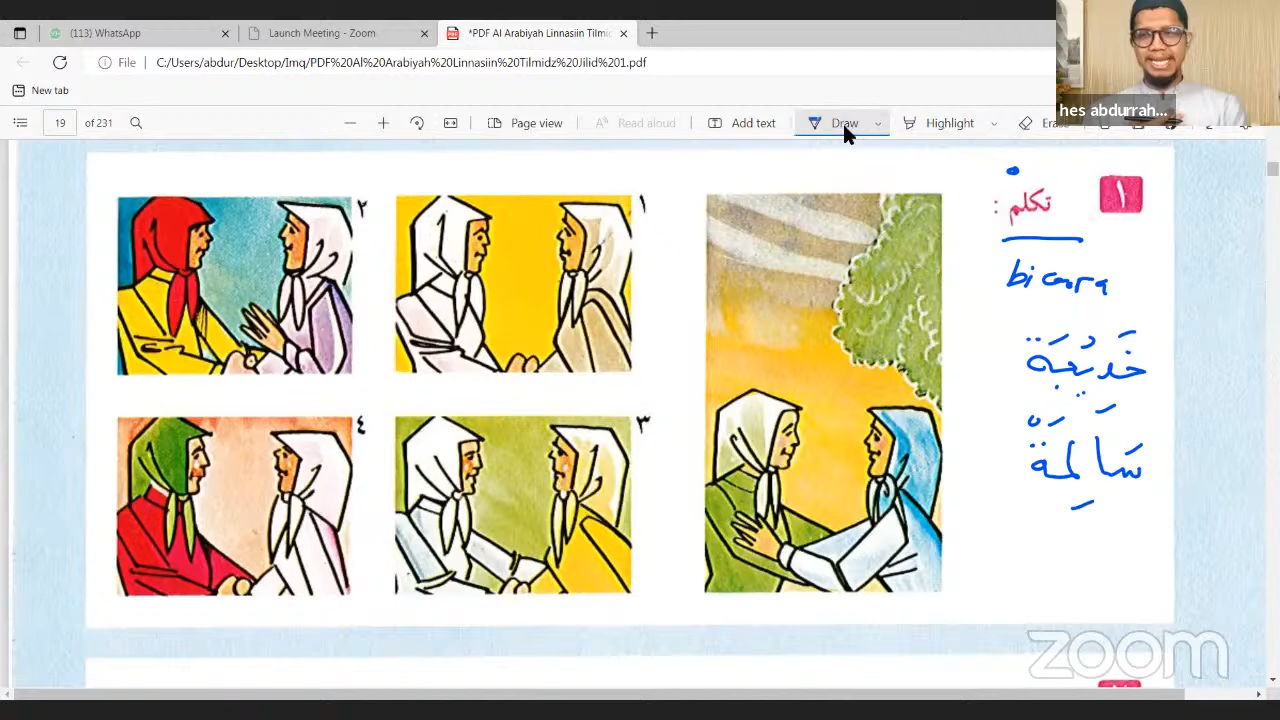 (113) WhatsApp
Launch Meeting - Zoom
*PDF Al Arabiyah Linnasiin Tilmi
File
C:/Users/abdur/Desktop/Imq/PDF%20Al%20Arabiyah%20Linnasiin%20Tilmidz%20Jilid%201.pdf
New tab
hes abdurrah...
19 of 231
Page view
Read aloud
Add text
Draw
Highlight
١
تكلم :
bicara
خَدِيْجَةُ
سَالِمَة
١
٢
٣
٤
zoom